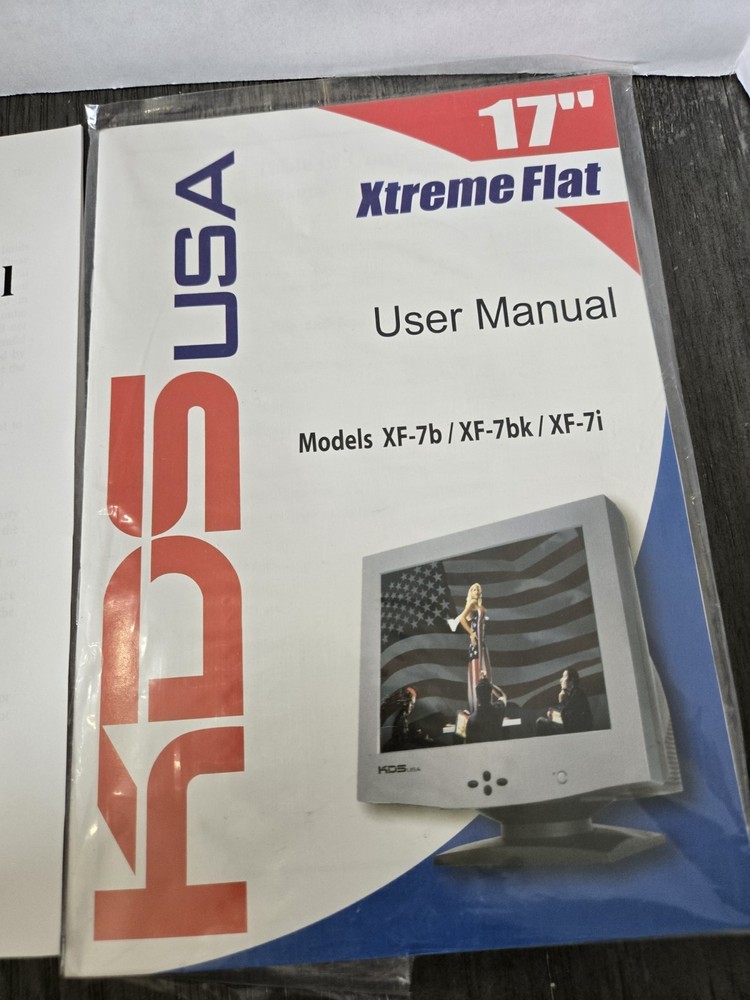 l
17"
Xtreme Flat
User Manual
Models XF-7b / XF-7bk / XF-7i
KDS USA
KDS USA